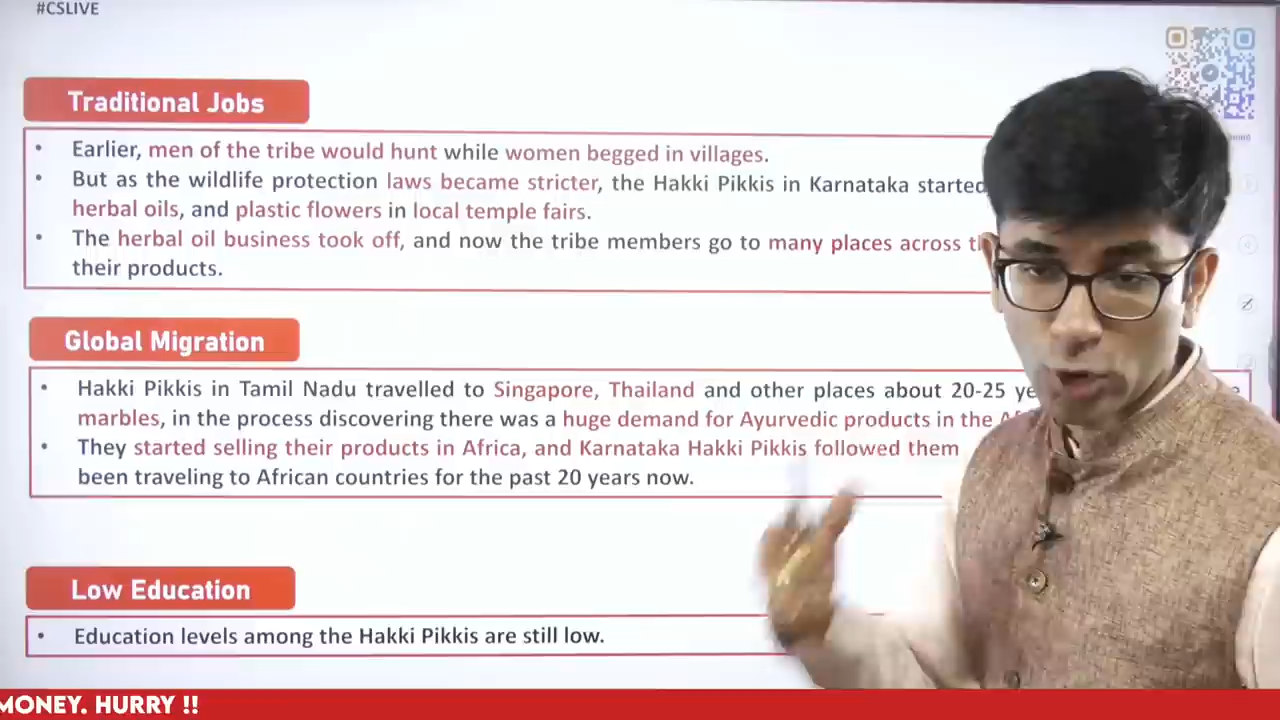 #CSLIVE
Traditional Jobs
• Earlier, men of the tribe would hunt while women begged in villages.
• But as the wildlife protection laws became stricter, the Hakki Pikkis in Karnataka started
herbal oils, and plastic flowers in local temple fairs.
• The herbal oil business took off, and now the tribe members go to many places across
their products.
Global Migration
• Hakki Pikkis in Tamil Nadu travelled to Singapore, Thailand and other places about 20-25
marbles, in the process discovering there was a huge demand for Ayurvedic products in the
• They started selling their products in Africa, and Karnataka Hakki Pikkis followed them
been traveling to African countries for the past 20 years now.
Low Education
• Education levels among the Hakki Pikkis are still low.
MONEY. HURRY !!